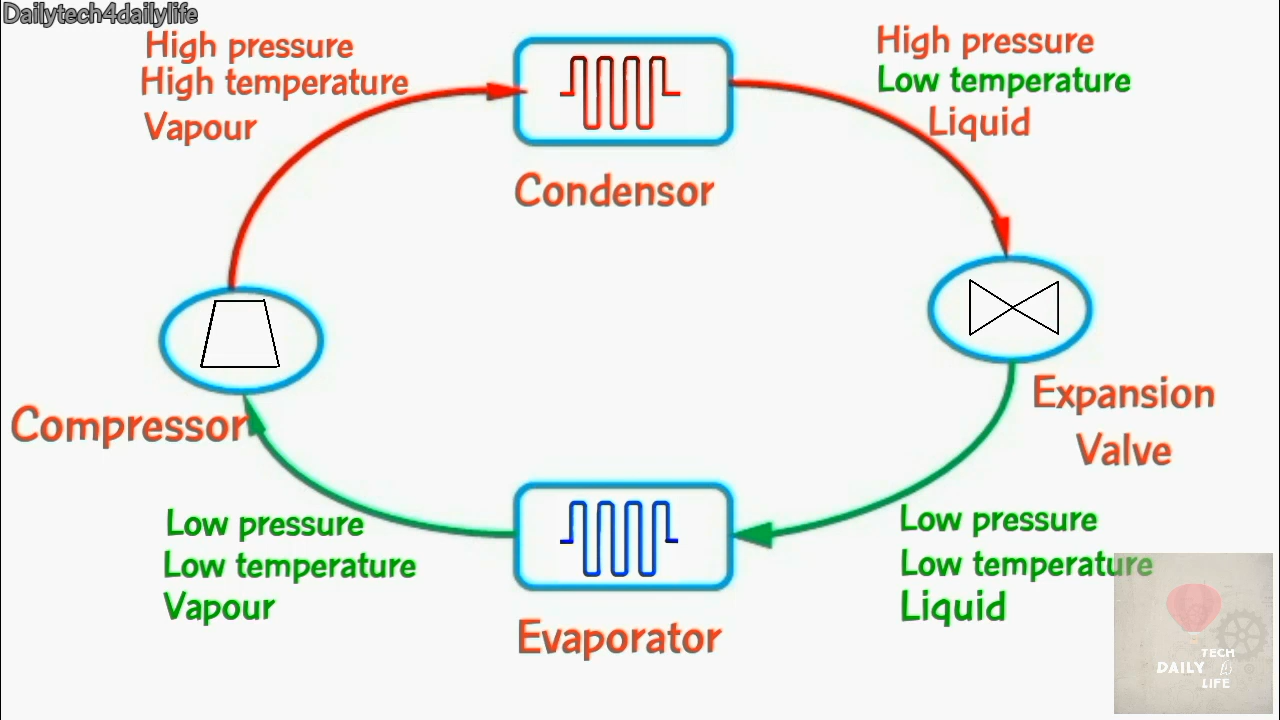 Dailytech4dailylife
High pressure
High temperature
Vapour
High pressure
Low temperature
Liquid
Condensor
Compressor
Expansion
Valve
Low pressure
Low temperature
Vapour
Low pressure
Low temperature
Liquid
Evaporator
TECH
DAILY
LIFE